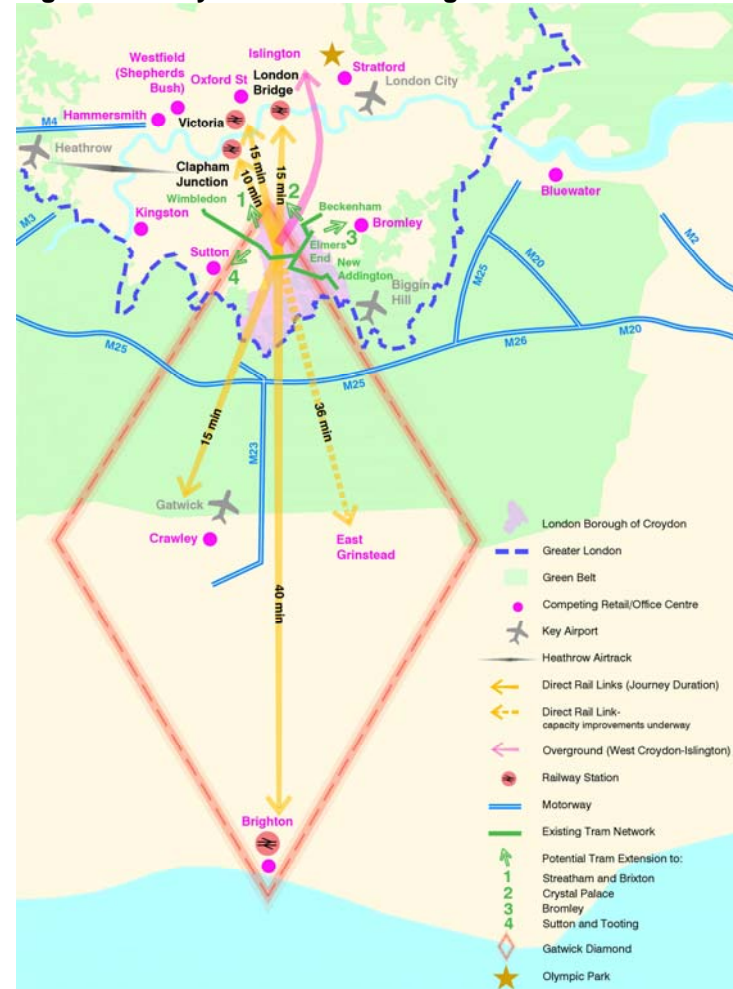 Islington
Westfield
(Shepherds
Bush)
Oxford St
London
Bridge
Stratford
London City
Hammersmith
Victoria
M4
Heathrow
Clapham
Junction
15 min
10 min
15 min
Wimbledon
1
2
Beckenham
3
Bromley
Bluewater
Kingston
M3
M2
Sutton
4
Elmers
End
New
Addington
Biggin
Hill
M25
M20
M25
M25
M26
M20
15 min
M23
36 min
Gatwick
Crawley
East
Grinstead
40 min
Brighton
London Borough of Croydon
Greater London
Green Belt
Competing Retail/Office Centre
Key Airport
Heathrow Airtrack
Direct Rail Links (Journey Duration)
Direct Rail Link-
capacity improvements underway
Overground (West Croydon-Islington)
Railway Station
Motorway
Existing Tram Network
Potential Tram Extension to:
1 Streatham and Brixton
2 Crystal Palace
3 Bromley
4 Sutton and Tooting
Gatwick Diamond
Olympic Park